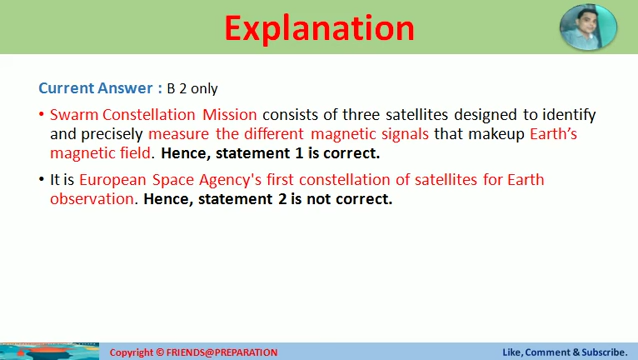 Explanation
Current Answer : B 2 only
• Swarm Constellation Mission consists of three satellites designed to identify
and precisely measure the different magnetic signals that makeup Earth's
magnetic field. Hence, statement 1 is correct.
• It is European Space Agency's first constellation of satellites for Earth
observation. Hence, statement 2 is not correct.
Copyright © FRIENDS@PREPARATION
Like, Comment & Subscribe.